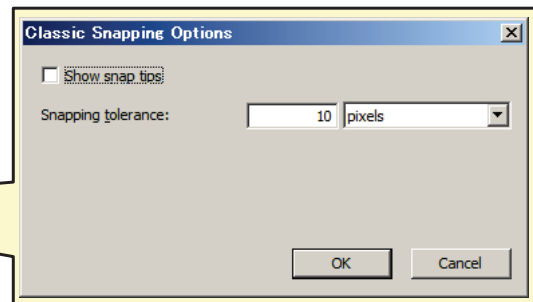 Classic Snapping Options
Show snap tips
Snapping tolerance: 10 pixels
OK Cancel